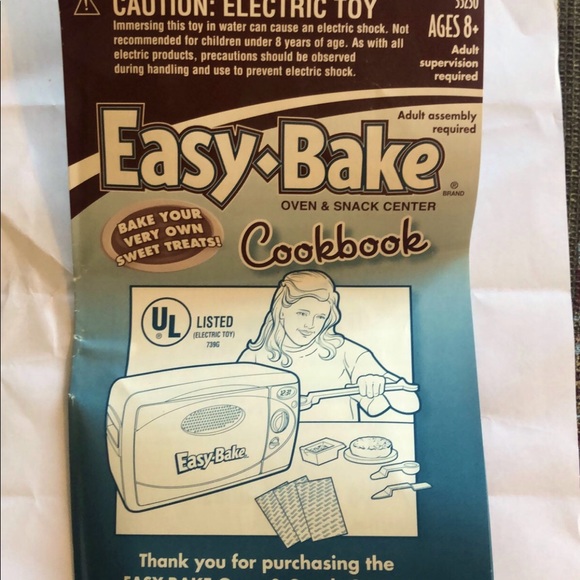 CAUTION: ELECTRIC TOY
Immersing this toy in water can cause an electric shock. Not
recommended for children under 8 years of age. As with all
electric products, precautions should be observed
during handling and use to prevent electric shock.
AGES 8+
Adult
supervision
required
Adult assembly
required
Easy-Bake
® BRAND
OVEN & SNACK CENTER
BAKE YOUR
VERY OWN
SWEET TREATS!
Cookbook
UL ®
LISTED
(ELECTRIC TOY)
739G
Easy-Bake
Thank you for purchasing the